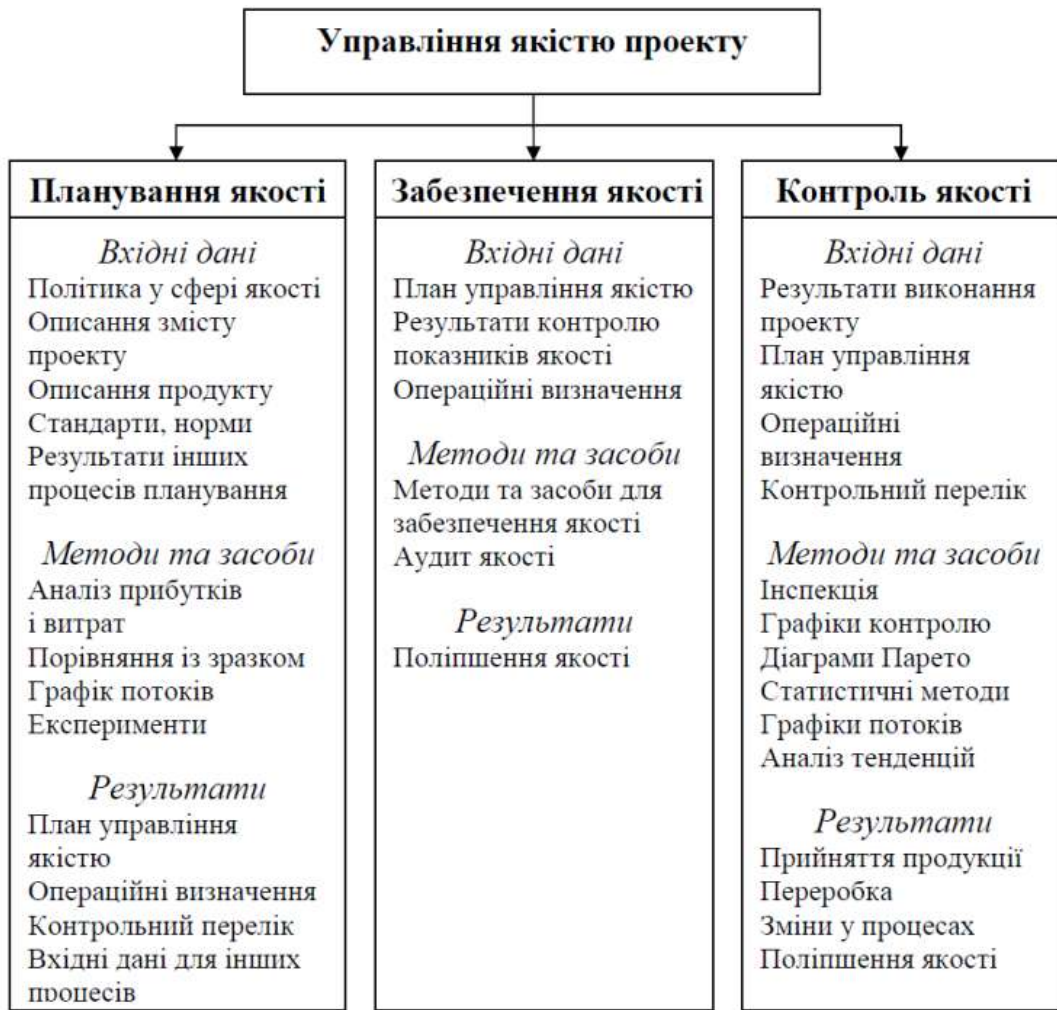 Управління якістю проекту
Планування якості
Вхідні дані
Політика у сфері якості
Описання змісту
проекту
Описання продукту
Стандарти, норми
Результати інших
процесів планування
Методи та засоби
Аналіз прибутків
і витрат
Порівняння із зразком
Графік потоків
Експерименти
Результати
План управління
якістю
Операційні визначення
Контрольний перелік
Вхідні дані для інших
процесів
Забезпечення якості
Вхідні дані
План управління якістю
Результати контролю
показників якості
Операційні визначення
Методи та засоби
Методи та засоби для
забезпечення якості
Аудит якості
Результати
Поліпшення якості
Контроль якості
Вхідні дані
Результати виконання
проекту
План управління
якістю
Операційні
визначення
Контрольний перелік
Методи та засоби
Інспекція
Графіки контролю
Діаграми Парето
Статистичні методи
Графіки потоків
Аналіз тенденцій
Результати
Прийняття продукції
Переробка
Зміни у процесах
Поліпшення якості